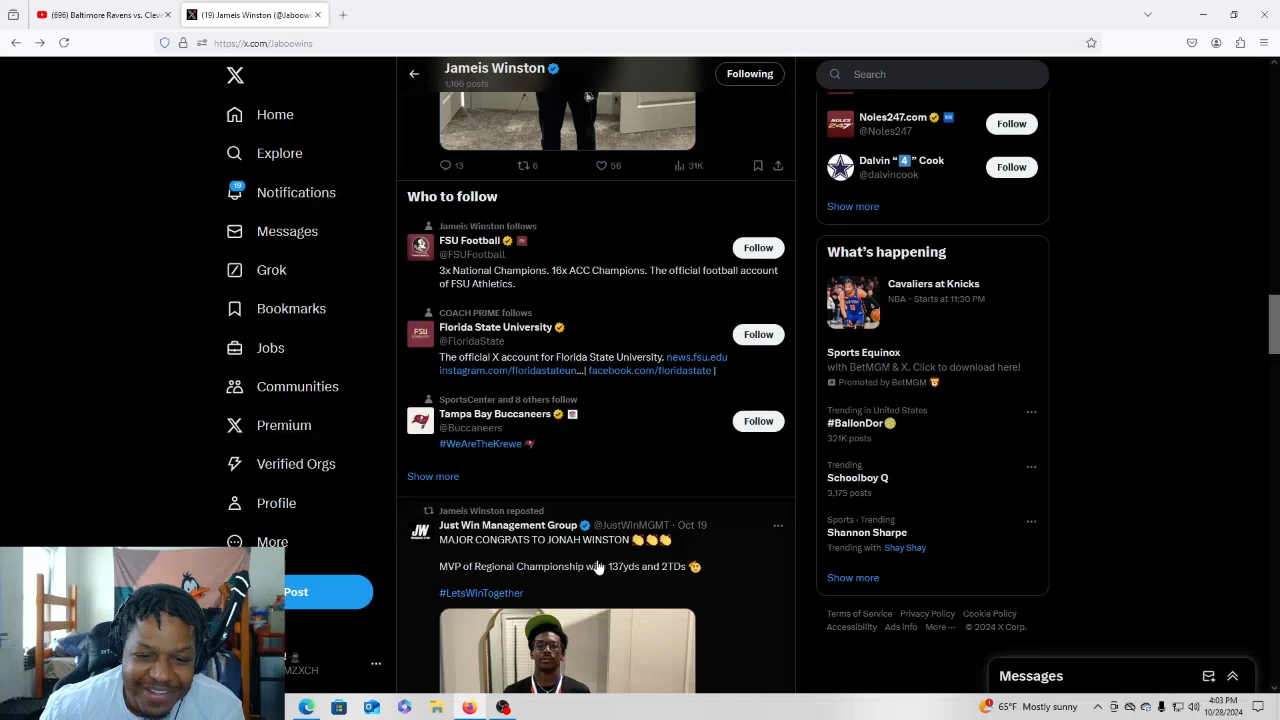 (696) Baltimore Ravens vs. Clev
(19) Jameis Winston (@Jaboowin
https://x.com/Jaboowins
Home
Explore
19
Notifications
Messages
Grok
Bookmarks
Jobs
Communities
Premium
Verified Orgs
Profile
More
Post
MZXCH
Jameis Winston
1,166 posts
Following
13
6
56
31K
Who to follow
Jameis Winston follows
FSU Football
@FSUFootball
Follow
3x National Champions. 16x ACC Champions. The official football account
of FSU Athletics.
COACH PRIME follows
Florida State University
@FloridaState
Follow
The official X account for Florida State University. news.fsu.edu
instagram.com/floridastateun...| facebook.com/floridastate |
SportsCenter and 8 others follow
Tampa Bay Buccaneers
@Buccaneers
Follow
#WeAreTheKrewe
Show more
Jameis Winston reposted
Just Win Management Group @JustWinMGMT · Oct 19
MAJOR CONGRATS TO JONAH WINSTON 👏👏👏
MVP of Regional Championship 137yds and 2TDs
#LetsWInTogether
Search
Noles247.com
@Noles247
Follow
Dalvin “4” Cook
@dalvincook
Follow
Show more
What’s happening
Cavaliers at Knicks
NBA · Starts at 11:30 PM
Sports Equinox
with BetMGM & X. Click to download here!
Promoted by BetMGM
Trending in United States
#BallonDor
321K posts
Trending
Schoolboy Q
3,175 posts
Sports · Trending
Shannon Sharpe
Trending with Shay Shay
Show more
Terms of Service Privacy Policy Cookie Policy
Accessibility Ads info More ··· © 2024 X Corp.
Messages
65°F Mostly sunny
4:03 PM
10/28/2024